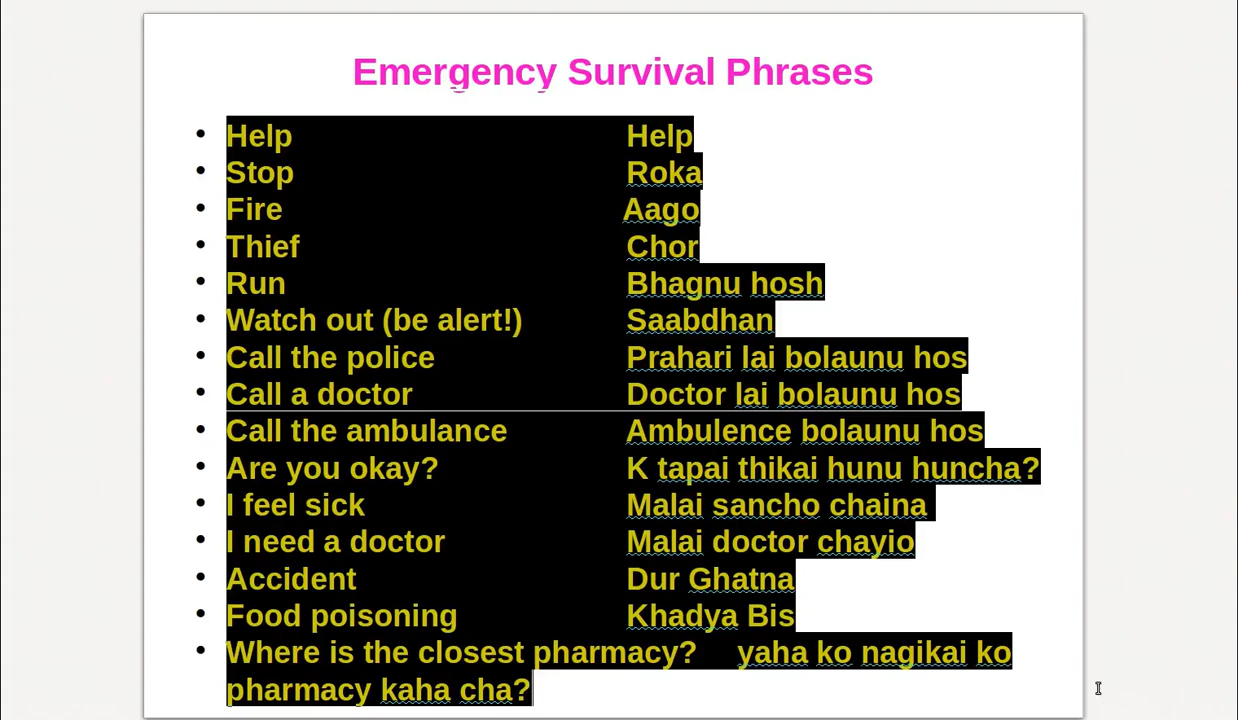 Emergency Survival Phrases
• Help Help
• Stop Roka
• Fire Aago
• Thief Chor
• Run Bhagnu hosh
• Watch out (be alert!) Saabdhan
• Call the police Prahari lai bolaunu hos
• Call a doctor Doctor lai bolaunu hos
• Call the ambulance Ambulence bolaunu hos
• Are you okay? K tapai thikai hunu huncha?
• I feel sick Malai sancho chaina
• I need a doctor Malai doctor chayio
• Accident Dur Ghatna
• Food poisoning Khadya Bis
• Where is the closest pharmacy? yaha ko nagikai ko
pharmacy kaha cha?